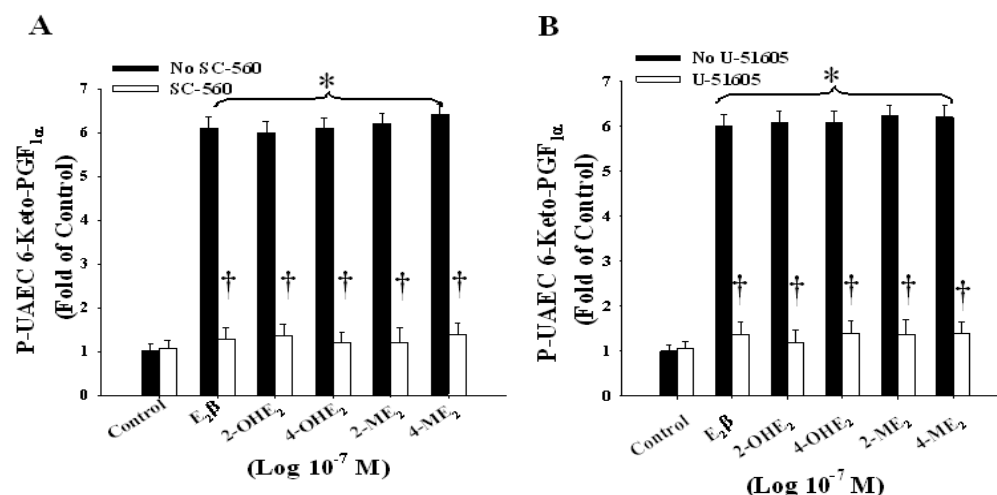 A
No SC-560
SC-560
*
P-UAEC 6-Keto-PGF1α
(Fold of Control)
7
6
5
4
3
2
1
0
† † † † †
Control E₂β 2-OHE₂ 4-OHE₂ 2-ME₂ 4-ME₂
(Log 10⁻⁷ M)
B
No U-51605
U-51605
*
P-UAEC 6-Keto-PGF1α
(Fold of Control)
7
6
5
4
3
2
1
0
† † † † †
Control E₂β 2-OHE₂ 4-OHE₂ 2-ME₂ 4-ME₂
(Log 10⁻⁷ M)